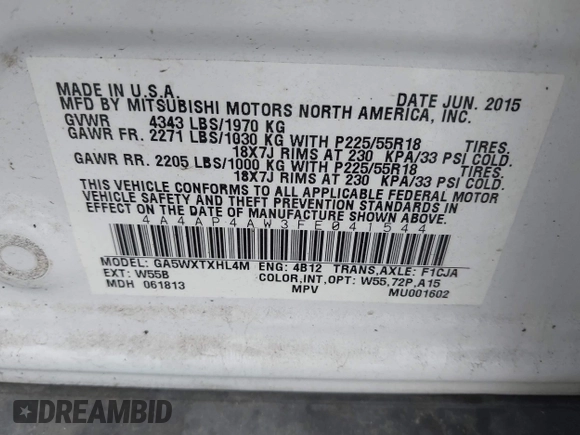 MADE IN U.S.A. DATE JUN. 2015
MFD BY MITSUBISHI MOTORS NORTH AMERICA, INC.
GVWR 4343 LBS/1970 KG
GAWR FR. 2271 LBS/1030 KG WITH P225/55R18 TIRES.
18X7J RIMS AT 230 KPA/33 PSI COLD.
GAWR RR. 2205 LBS/1000 KG WITH P225/55R18 TIRES.
18X7J RIMS AT 230 KPA/33 PSI COLD.
THIS VEHICLE CONFORMS TO ALL APPLICABLE FEDERAL MOTOR
VEHICLE SAFETY AND THEFT PREVENTION STANDARDS IN
EFFECT ON THE DATE OF MANUFACTURE SHOWN ABOVE.
4A4AP4AW3FE041544
MODEL: GA5WXTXHL4M ENG: 4B12 TRANS,AXLE: F1CJA
EXT: W55B COLOR,INT,OPT: W55,72P,A15
MDH 061813 MPV MU001602
DREAMBID